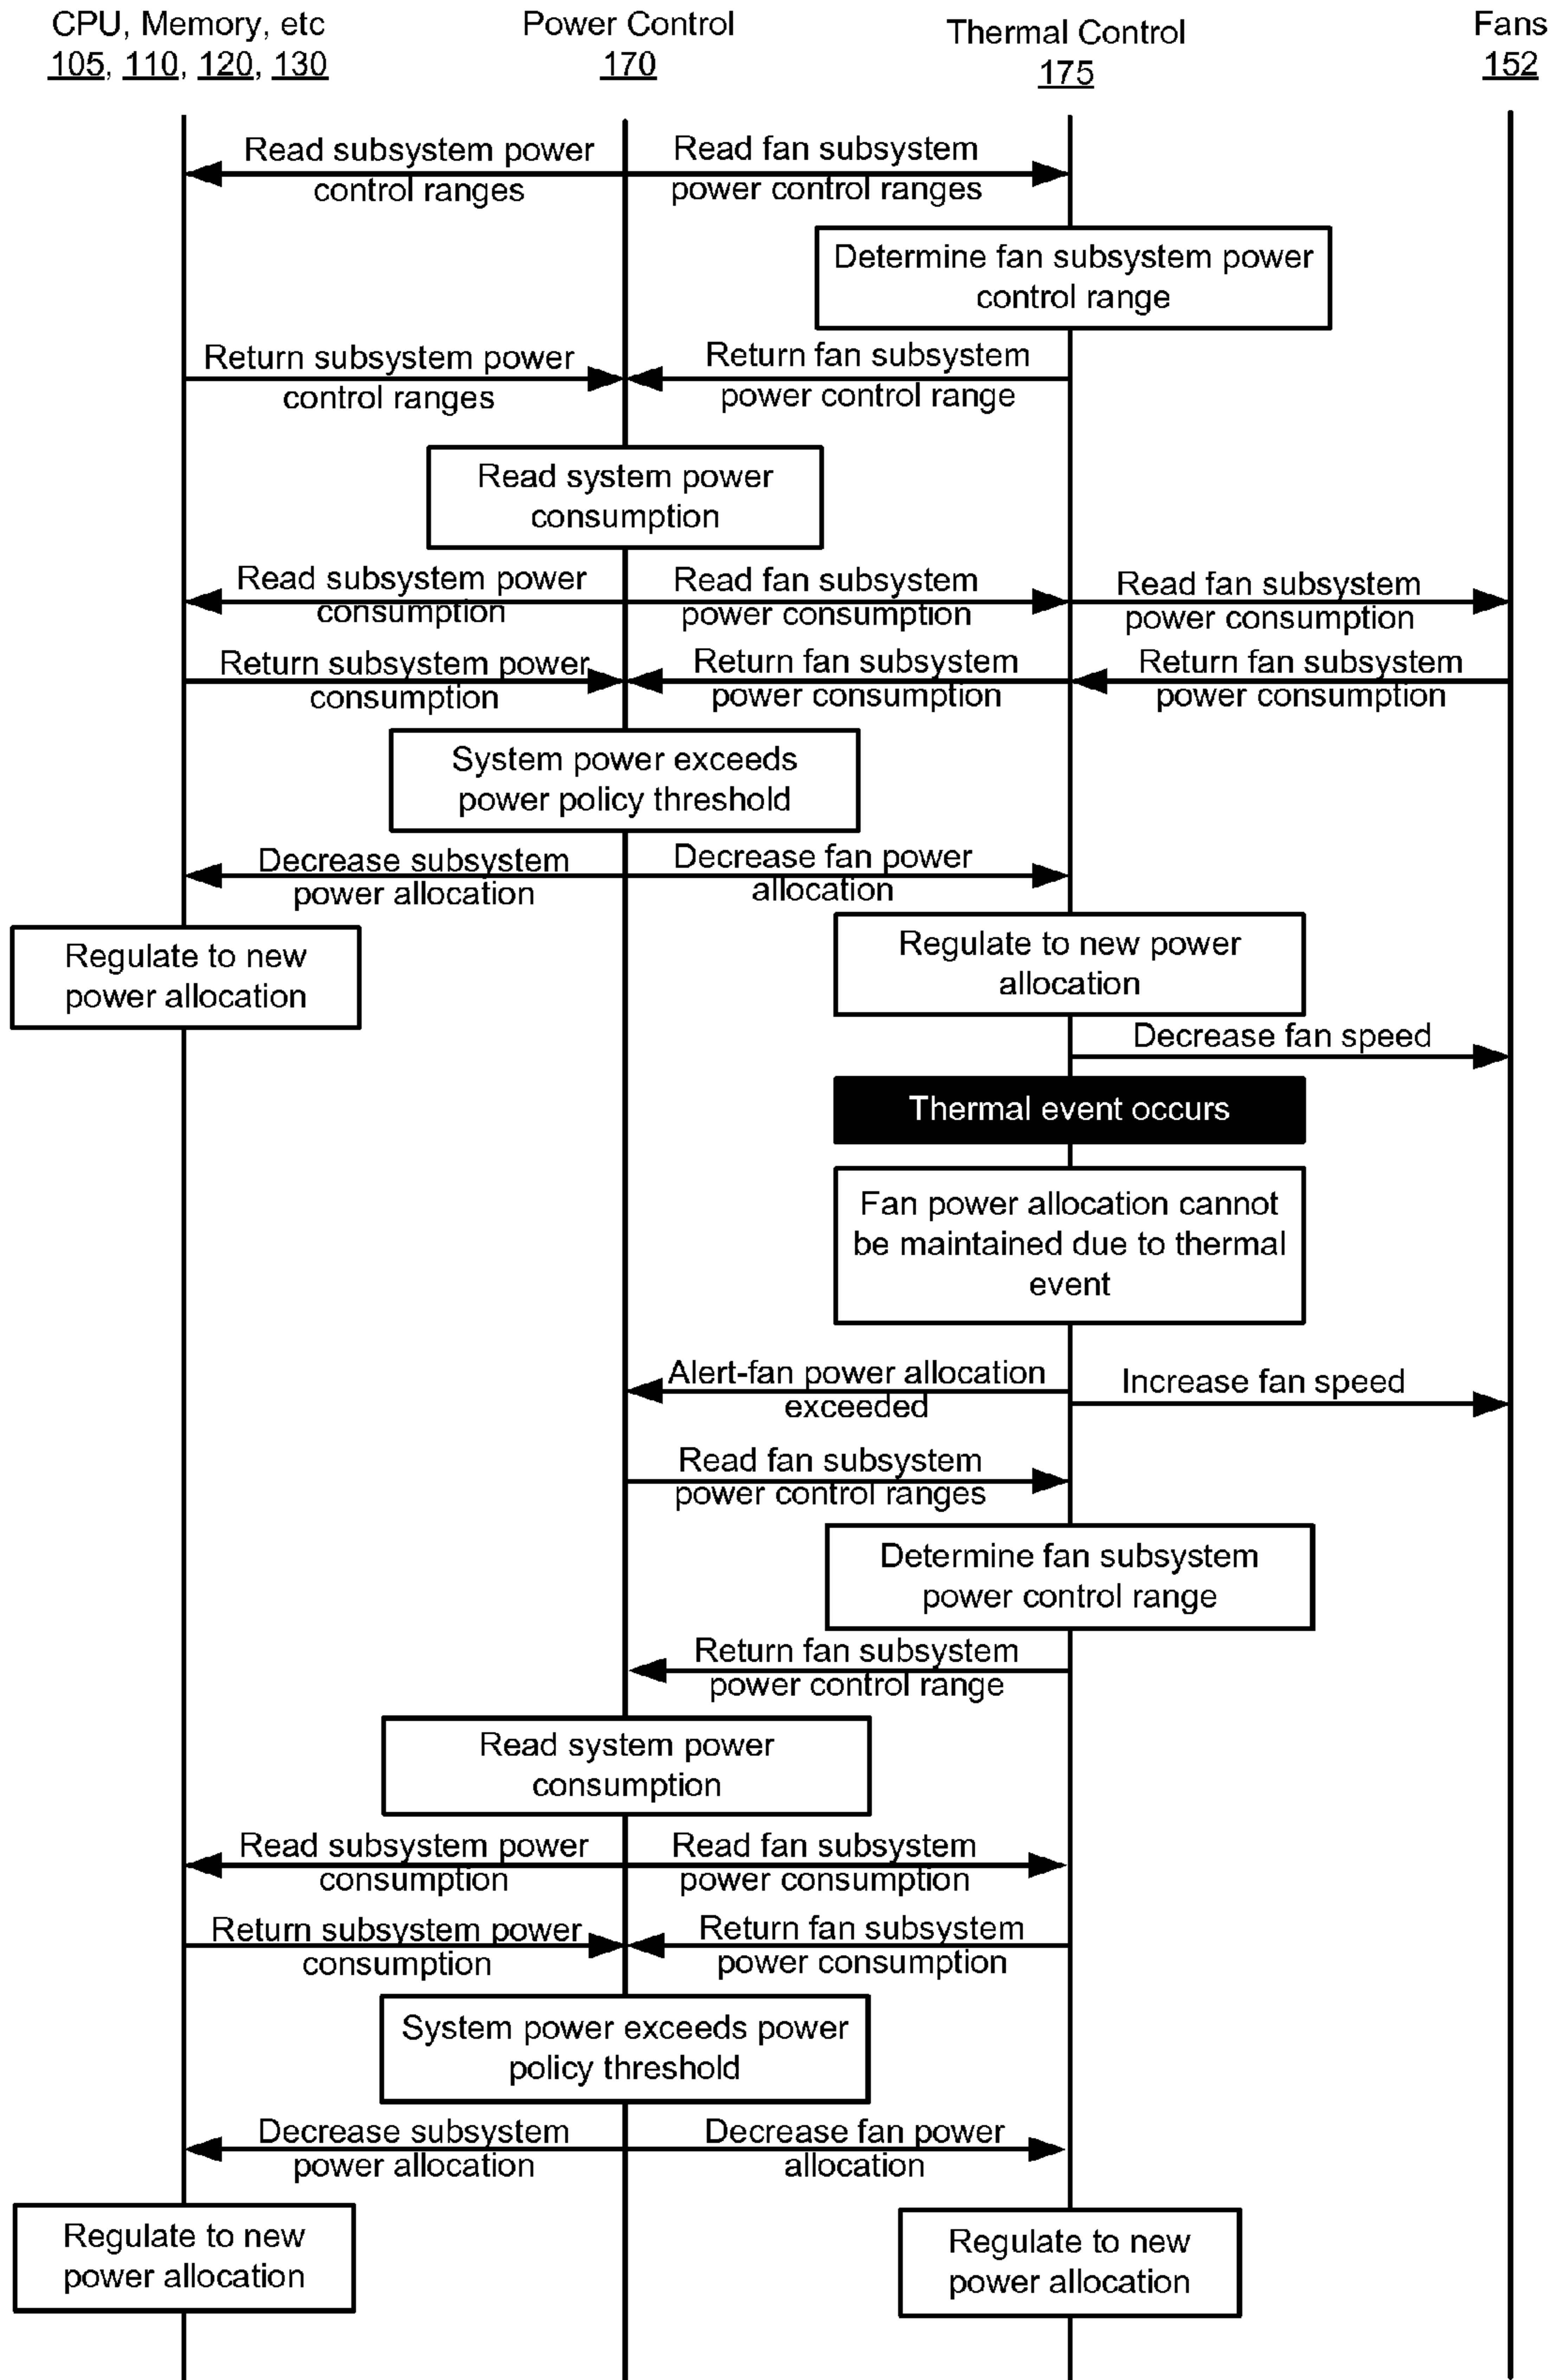 CPU, Memory, etc
105, 110, 120, 130
Power Control
170
Thermal Control
175
Fans
152
Read subsystem power
control ranges
Read fan subsystem
power control ranges
Determine fan subsystem power
control range
Return subsystem power
control ranges
Return fan subsystem
power control range
Read system power
consumption
Read subsystem power
consumption
Read fan subsystem
power consumption
Read fan subsystem
power consumption
Return subsystem power
consumption
Return fan subsystem
power consumption
Return fan subsystem
power consumption
System power exceeds
power policy threshold
Decrease subsystem
power allocation
Decrease fan power
allocation
Regulate to new
power allocation
Regulate to new power
allocation
Decrease fan speed
Thermal event occurs
Fan power allocation cannot
be maintained due to thermal
event
Alert-fan power allocation
exceeded
Increase fan speed
Read fan subsystem
power control ranges
Determine fan subsystem
power control range
Return fan subsystem
power control range
Read system power
consumption
Read subsystem power
consumption
Read fan subsystem
power consumption
Return subsystem power
consumption
Return fan subsystem
power consumption
System power exceeds power
policy threshold
Decrease subsystem
power allocation
Decrease fan power
allocation
Regulate to new
power allocation
Regulate to new
power allocation